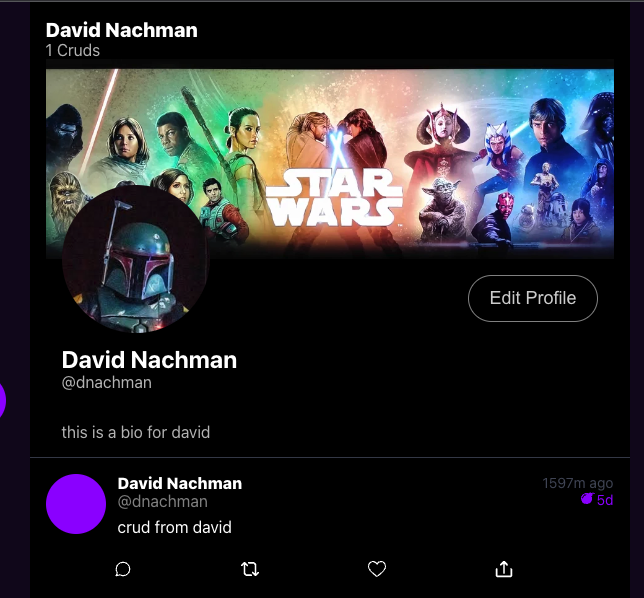 David Nachman
1 Cruds
STAR
WARS
Edit Profile
David Nachman
@dnachman
this is a bio for david
David Nachman
1597m ago
@dnachman
5d
crud from david